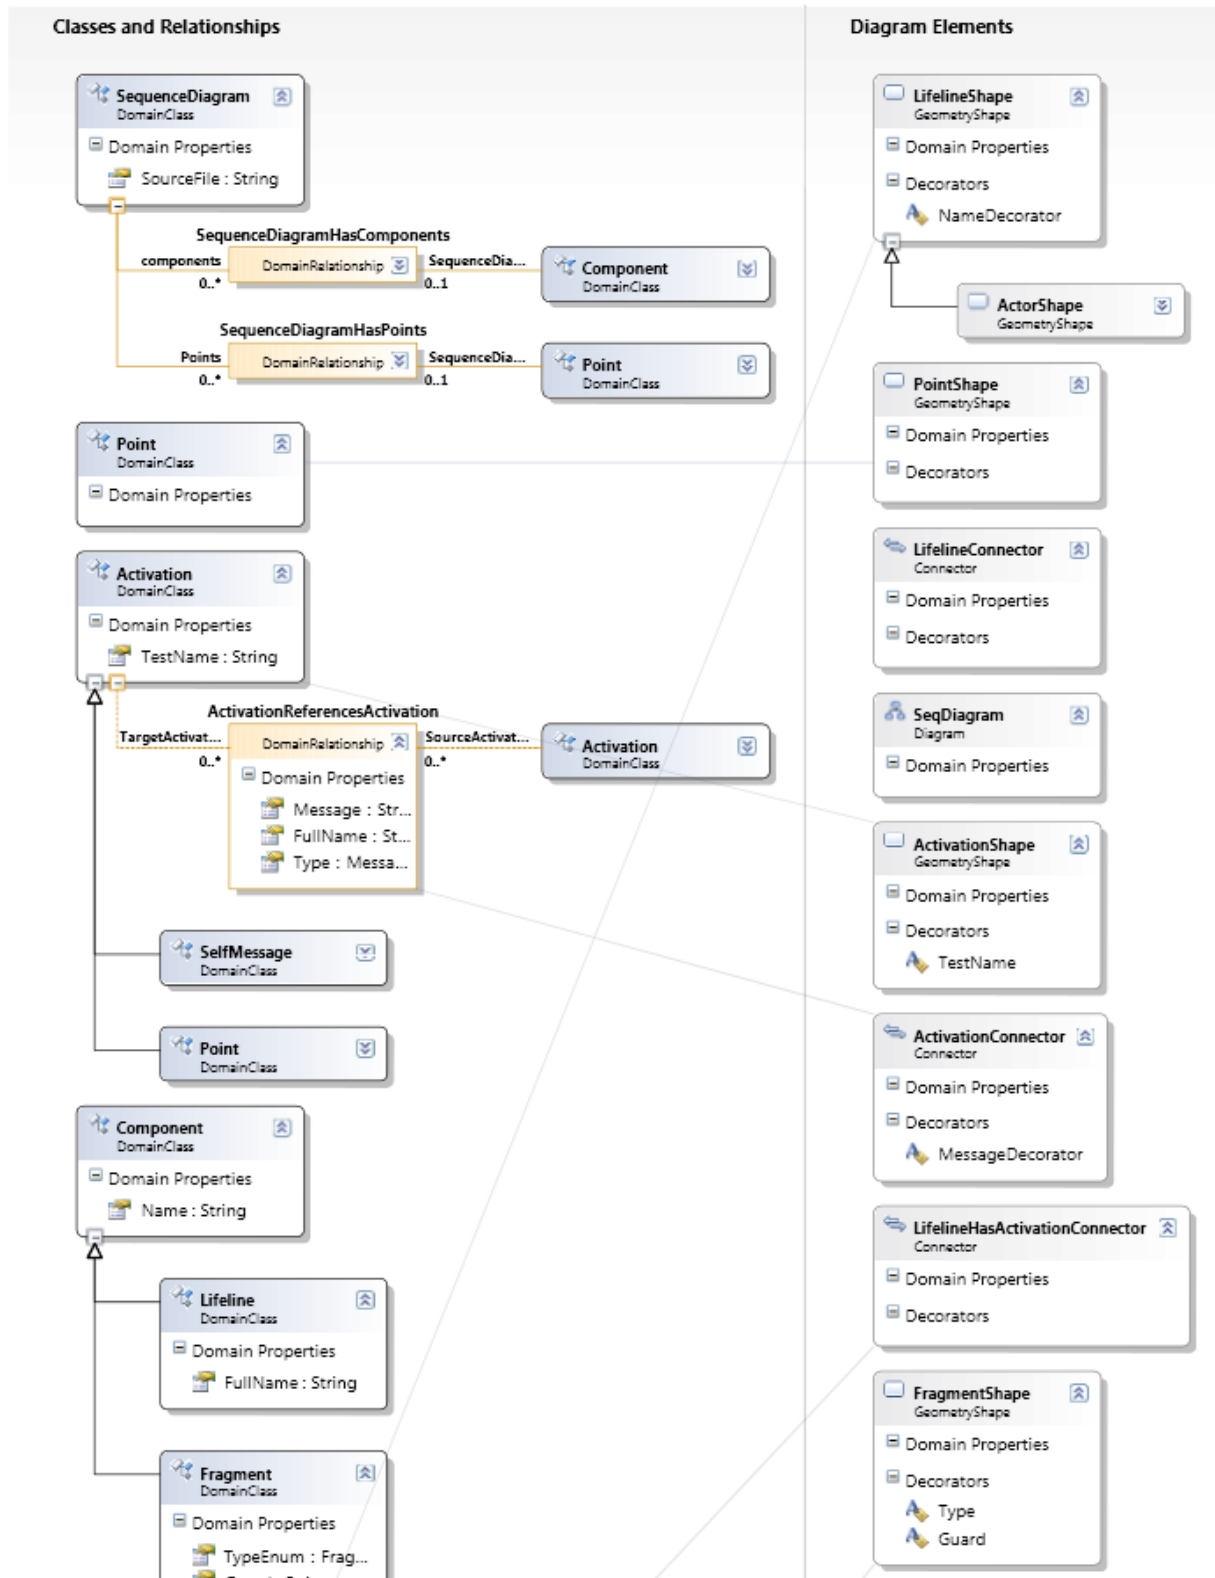 Classes and Relationships
SequenceDiagram
DomainClass
Domain Properties
SourceFile : String
SequenceDiagramHasComponents
components
DomainRelationship
SequenceDia...
0..*
0..1
Component
DomainClass
SequenceDiagramHasPoints
Points
DomainRelationship
SequenceDia...
0..*
0..1
Point
DomainClass
Point
DomainClass
Domain Properties
Activation
DomainClass
Domain Properties
TestName : String
ActivationReferencesActivation
TargetActivat...
DomainRelationship
SourceActivat...
0..*
0..*
Domain Properties
Message : Str...
FullName : St...
Type : Messa...
Activation
DomainClass
SelfMessage
DomainClass
Point
DomainClass
Component
DomainClass
Domain Properties
Name : String
Lifeline
DomainClass
Domain Properties
FullName : String
Fragment
DomainClass
Domain Properties
TypeEnum : Frag...
Diagram Elements
LifelineShape
GeometryShape
Domain Properties
Decorators
NameDecorator
ActorShape
GeometryShape
PointShape
GeometryShape
Domain Properties
Decorators
LifelineConnector
Connector
Domain Properties
Decorators
SeqDiagram
Diagram
Domain Properties
ActivationShape
GeometryShape
Domain Properties
Decorators
TestName
ActivationConnector
Connector
Domain Properties
Decorators
MessageDecorator
LifelineHasActivationConnector
Connector
Domain Properties
Decorators
FragmentShape
GeometryShape
Domain Properties
Decorators
Type
Guard